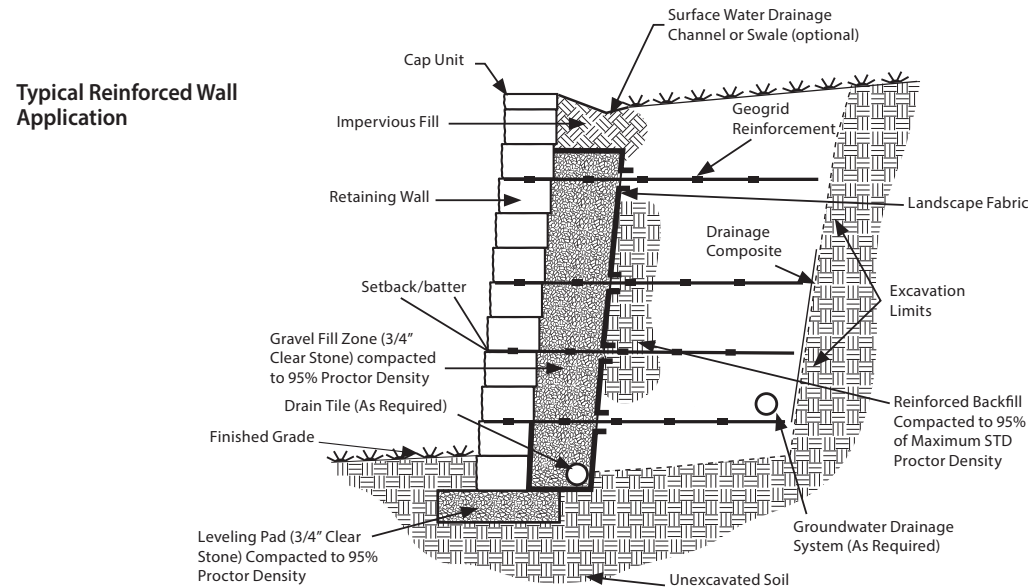 Typical Reinforced Wall
Application
Surface Water Drainage
Channel or Swale (optional)
Cap Unit
Impervious Fill
Geogrid
Reinforcement
Retaining Wall
Landscape Fabric
Drainage
Composite
Setback/batter
Excavation
Limits
Gravel Fill Zone (3/4”
Clear Stone) compacted
to 95% Proctor Density
Drain Tile (As Required)
Reinforced Backfill
Compacted to 95%
of Maximum STD
Proctor Density
Finished Grade
Groundwater Drainage
System (As Required)
Leveling Pad (3/4” Clear
Stone) Compacted to 95%
Proctor Density
Unexcavated Soil